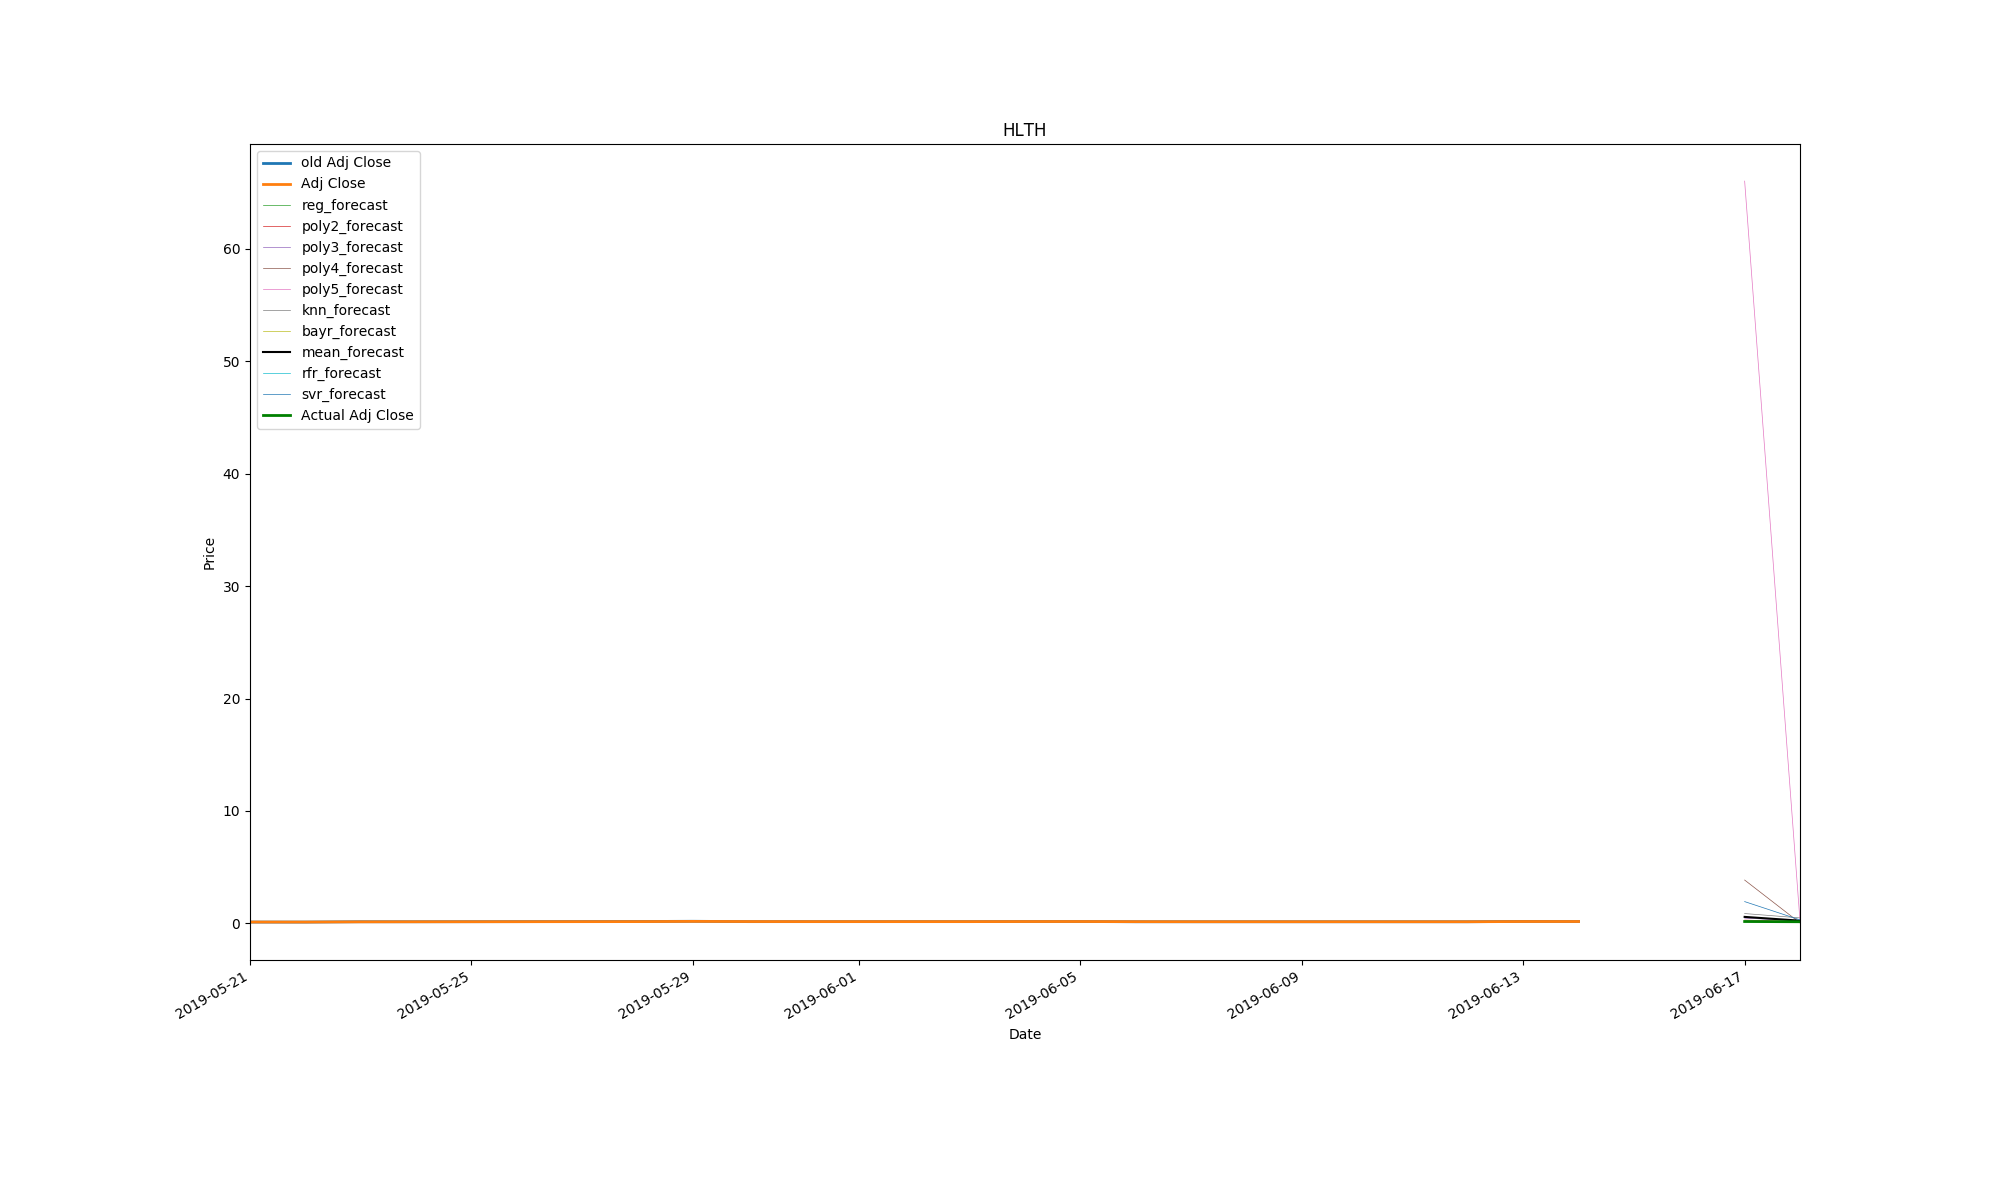 HLTH
old Adj Close
Adj Close
reg_forecast
poly2_forecast
poly3_forecast
poly4_forecast
poly5_forecast
knn_forecast
bayr_forecast
mean_forecast
rfr_forecast
svr_forecast
Actual Adj Close
60
50
40
30
20
10
0
Price
2019-05-21
2019-05-25
2019-05-29
2019-06-01
2019-06-05
2019-06-09
2019-06-13
2019-06-17
Date